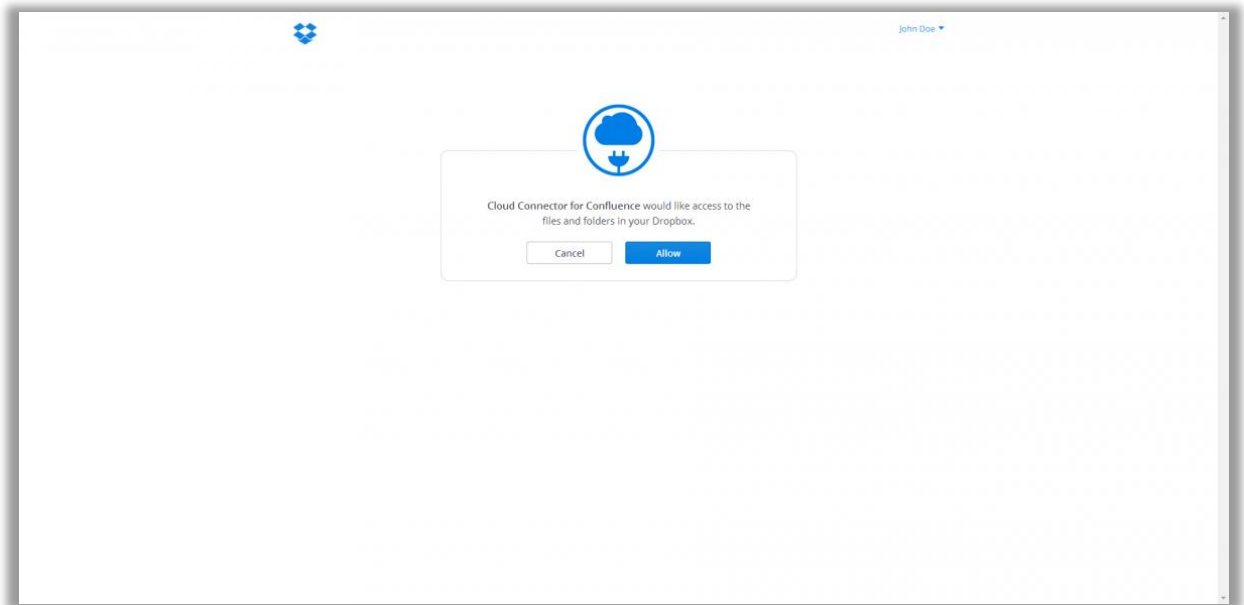 John Doe
Cloud Connector for Confluence would like access to the
files and folders in your Dropbox.
Cancel
Allow